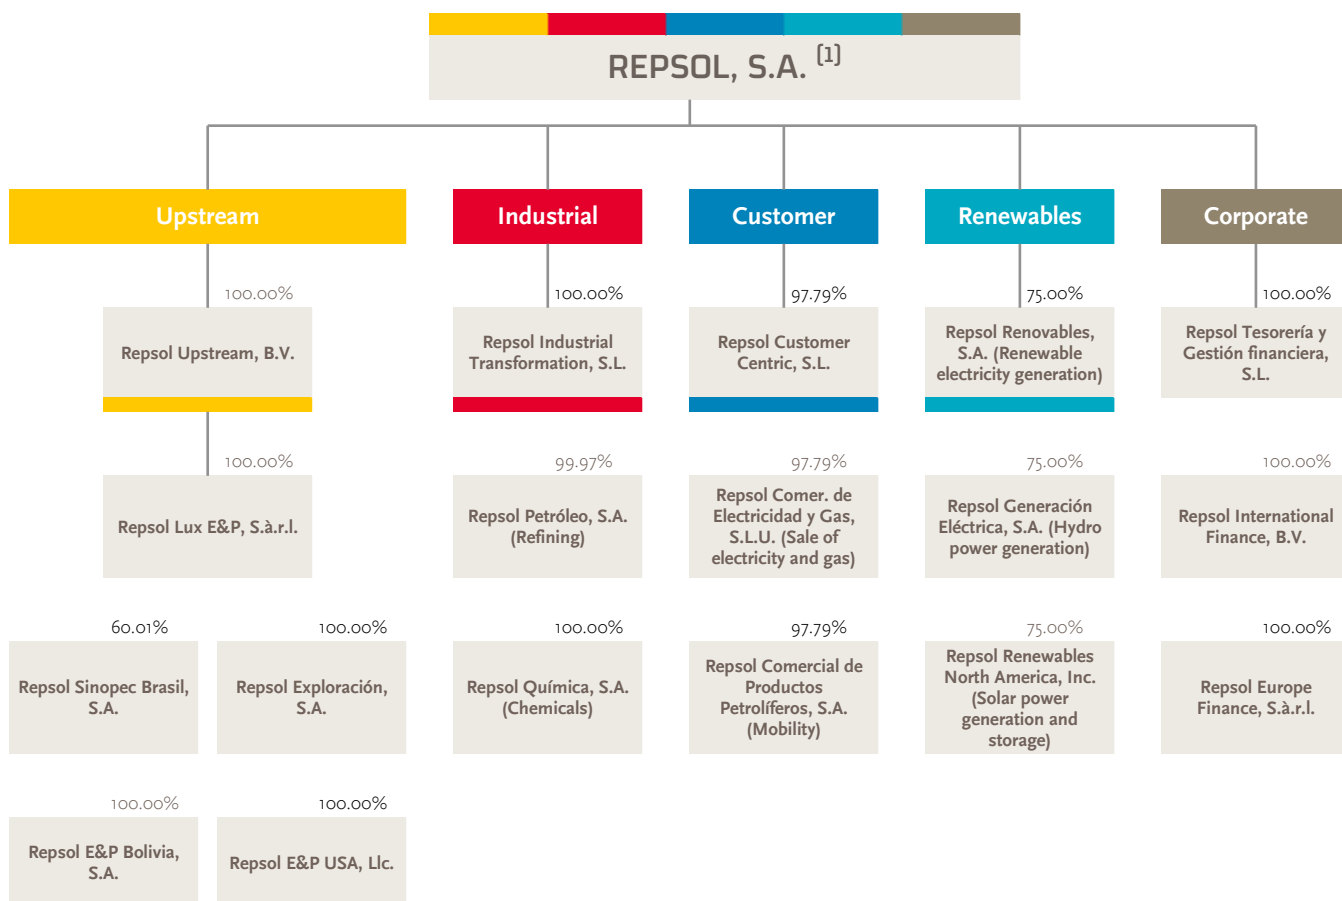 REPSOL, S.A. [1]
Upstream
Industrial
Customer
Renewables
Corporate
100.00%
100.00%
97.79%
75.00%
100.00%
Repsol Upstream, B.V.
Repsol Industrial
Transformation, S.L.
Repsol Customer
Centric, S.L.
Repsol Renovables,
S.A. (Renewable
electricity generation)
Repsol Tesorería y
Gestión financiera,
S.L.
100.00%
99.97%
97.79%
75.00%
100.00%
Repsol Lux E&P, S.à.r.l.
Repsol Petróleo, S.A.
(Refining)
Repsol Comer. de
Electricidad y Gas,
S.L.U. (Sale of
electricity and gas)
Repsol Generación
Eléctrica, S.A. (Hydro
power generation)
Repsol International
Finance, B.V.
60.01%
100.00%
100.00%
97.79%
75.00%
100.00%
Repsol Sinopec Brasil,
S.A.
Repsol Exploración,
S.A.
Repsol Química, S.A.
(Chemicals)
Repsol Comercial de
Productos
Petrolíferos, S.A.
(Mobility)
Repsol Renewables
North America, Inc.
(Solar power
generation and
storage)
Repsol Europe
Finance, S.à.r.l.
100.00%
100.00%
Repsol E&P Bolivia,
S.A.
Repsol E&P USA, Llc.